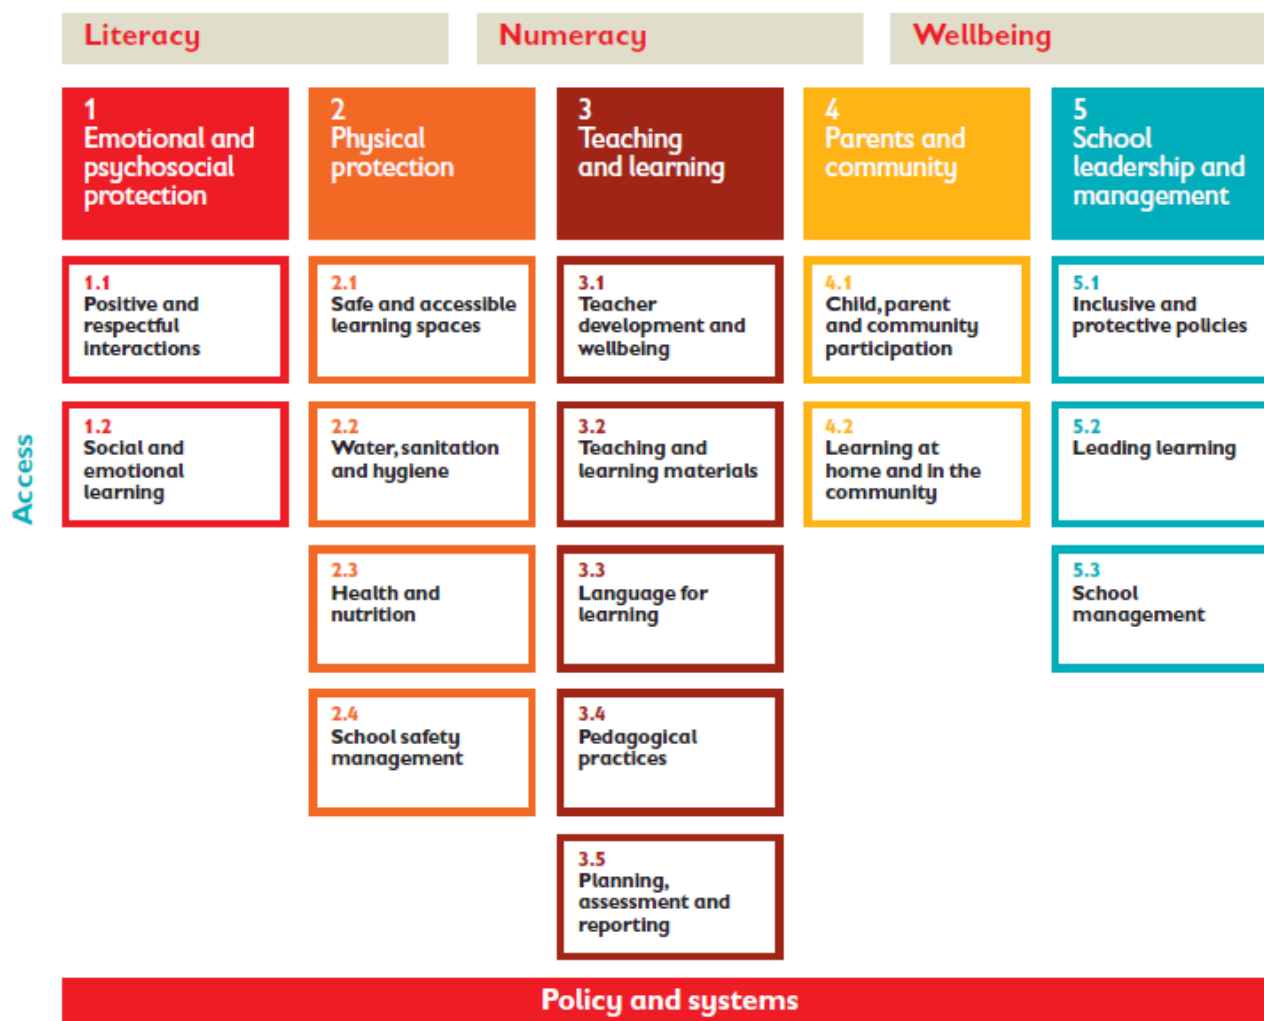 Literacy
Numeracy
Wellbeing
1
Emotional and
psychosocial
protection
2
Physical
protection
3
Teaching
and learning
4
Parents and
community
5
School
leadership and
management
Access
1.1
Positive and
respectful
interactions
1.2
Social and
emotional
learning
2.1
Safe and accessible
learning spaces
2.2
Water, sanitation
and hygiene
2.3
Health and
nutrition
2.4
School safety
management
3.1
Teacher
development and
wellbeing
3.2
Teaching and
learning materials
3.3
Language for
learning
3.4
Pedagogical
practices
3.5
Planning,
assessment and
reporting
4.1
Child, parent
and community
participation
4.2
Learning at
home and in the
community
5.1
Inclusive and
protective policies
5.2
Leading learning
5.3
School
management
Policy and systems